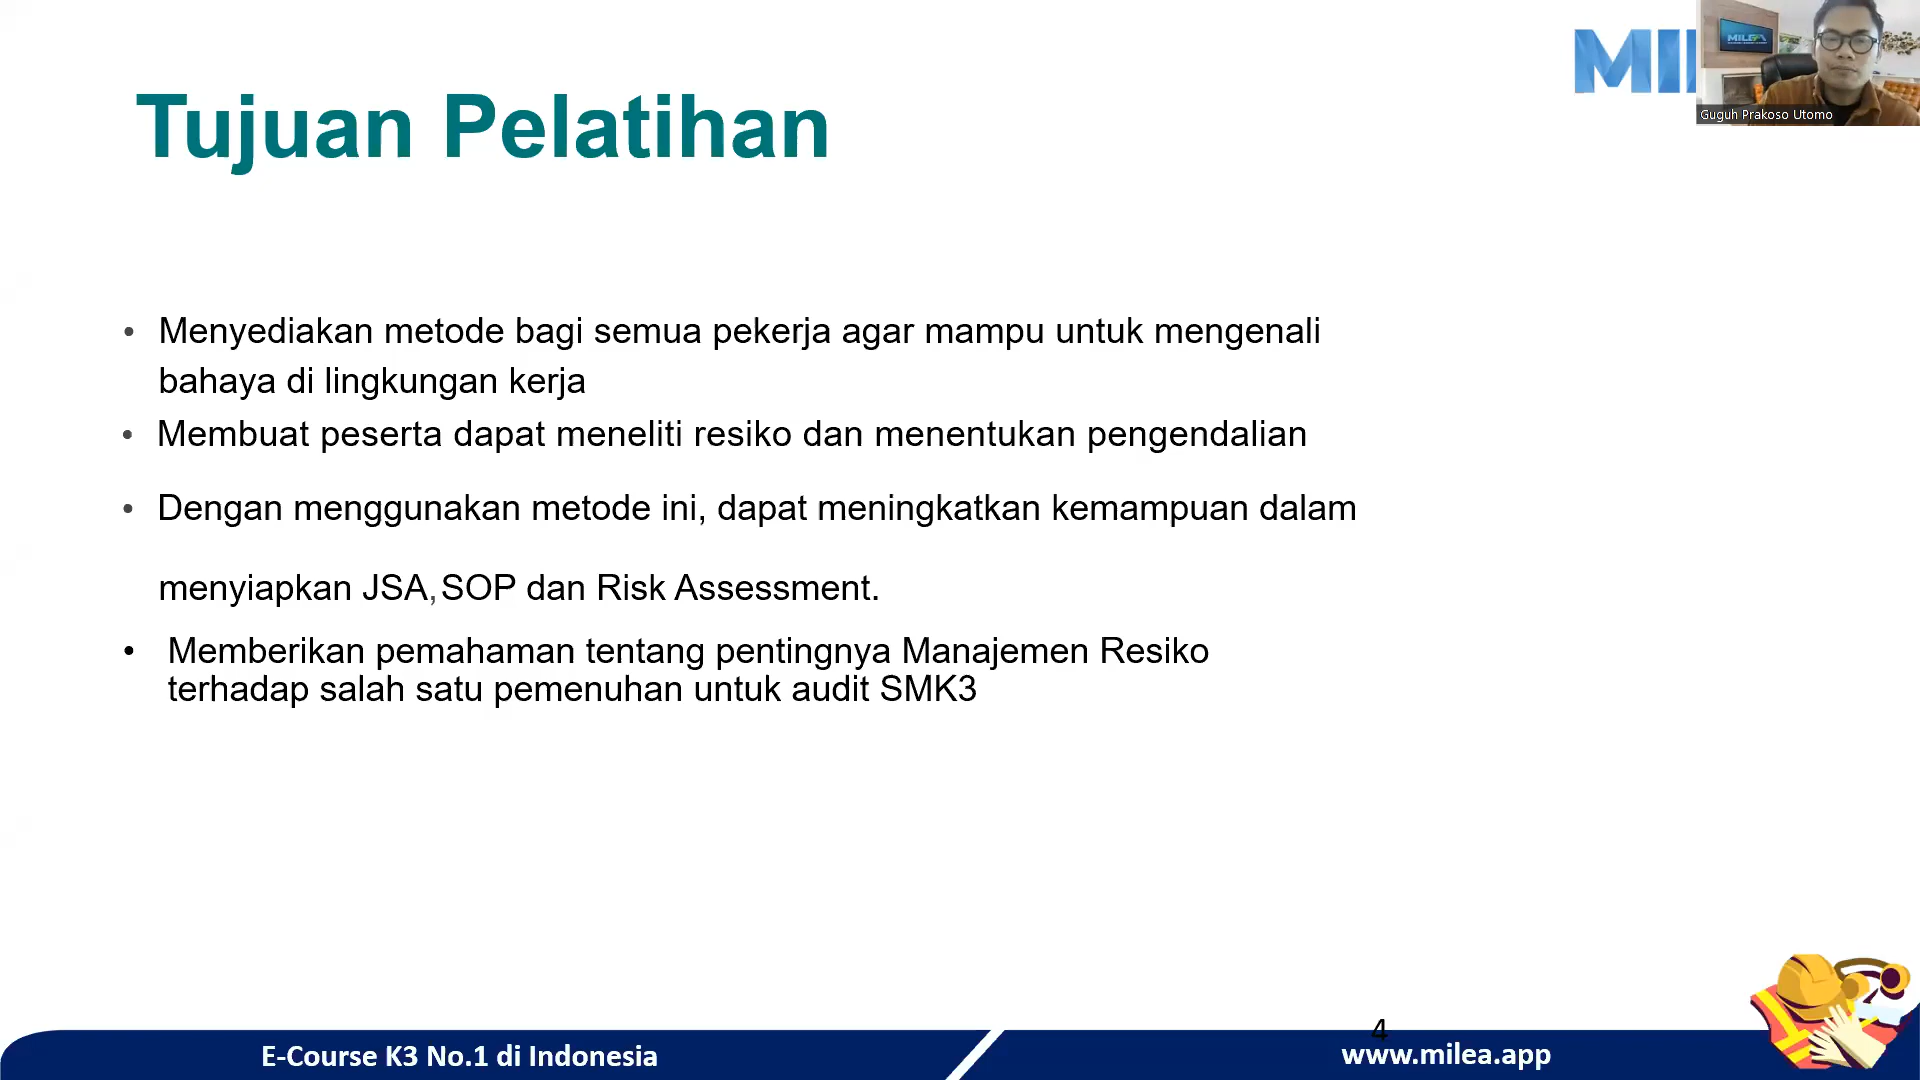 Tujuan Pelatihan
MILEA
Guguh Prakoso Utomo
• Menyediakan metode bagi semua pekerja agar mampu untuk mengenali
bahaya di lingkungan kerja
• Membuat peserta dapat meneliti resiko dan menentukan pengendalian
• Dengan menggunakan metode ini, dapat meningkatkan kemampuan dalam
menyiapkan JSA, SOP dan Risk Assessment.
• Memberikan pemahaman tentang pentingnya Manajemen Resiko
terhadap salah satu pemenuhan untuk audit SMK3
4
E-Course K3 No.1 di Indonesia
www.milea.app